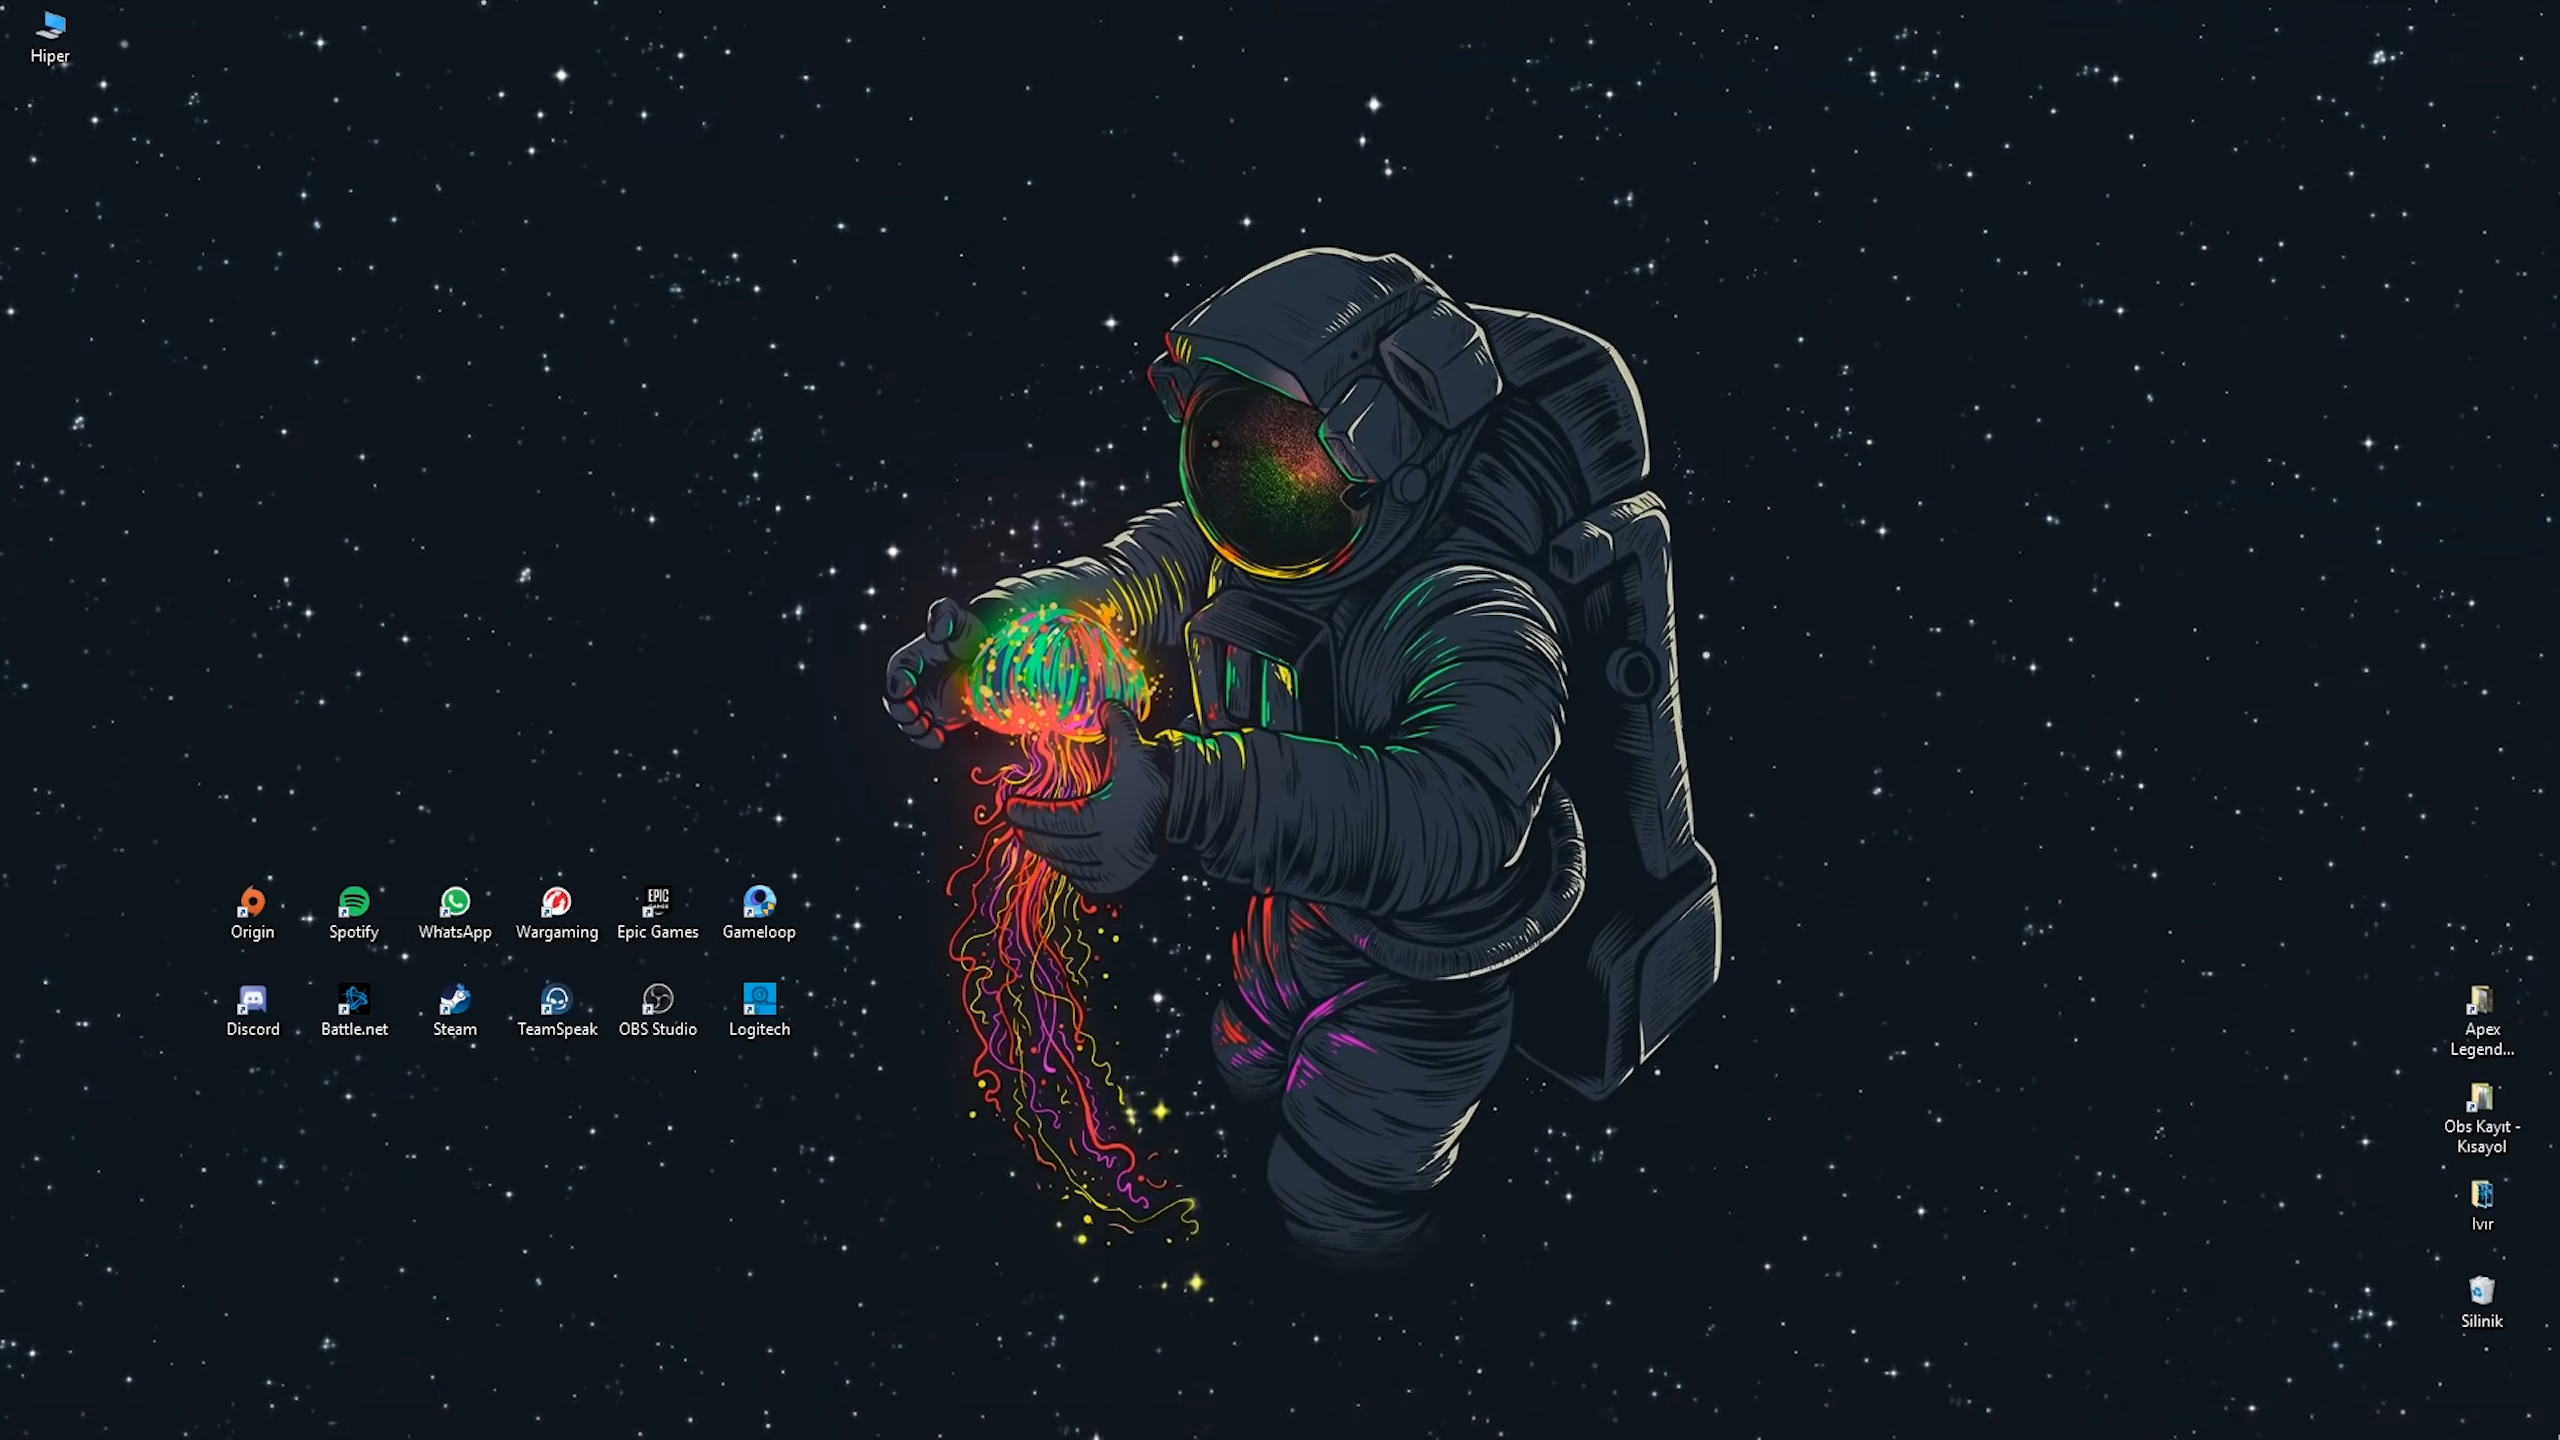 Hiper
Origin
Spotify
WhatsApp
Wargaming
EPIC
GAMES
Epic Games
Gameloop
Discord
Battle.net
Steam
TeamSpeak
OBS Studio
Logitech
Apex
Legend...
Obs Kayıt -
Kısayol
Ivır
Silinik